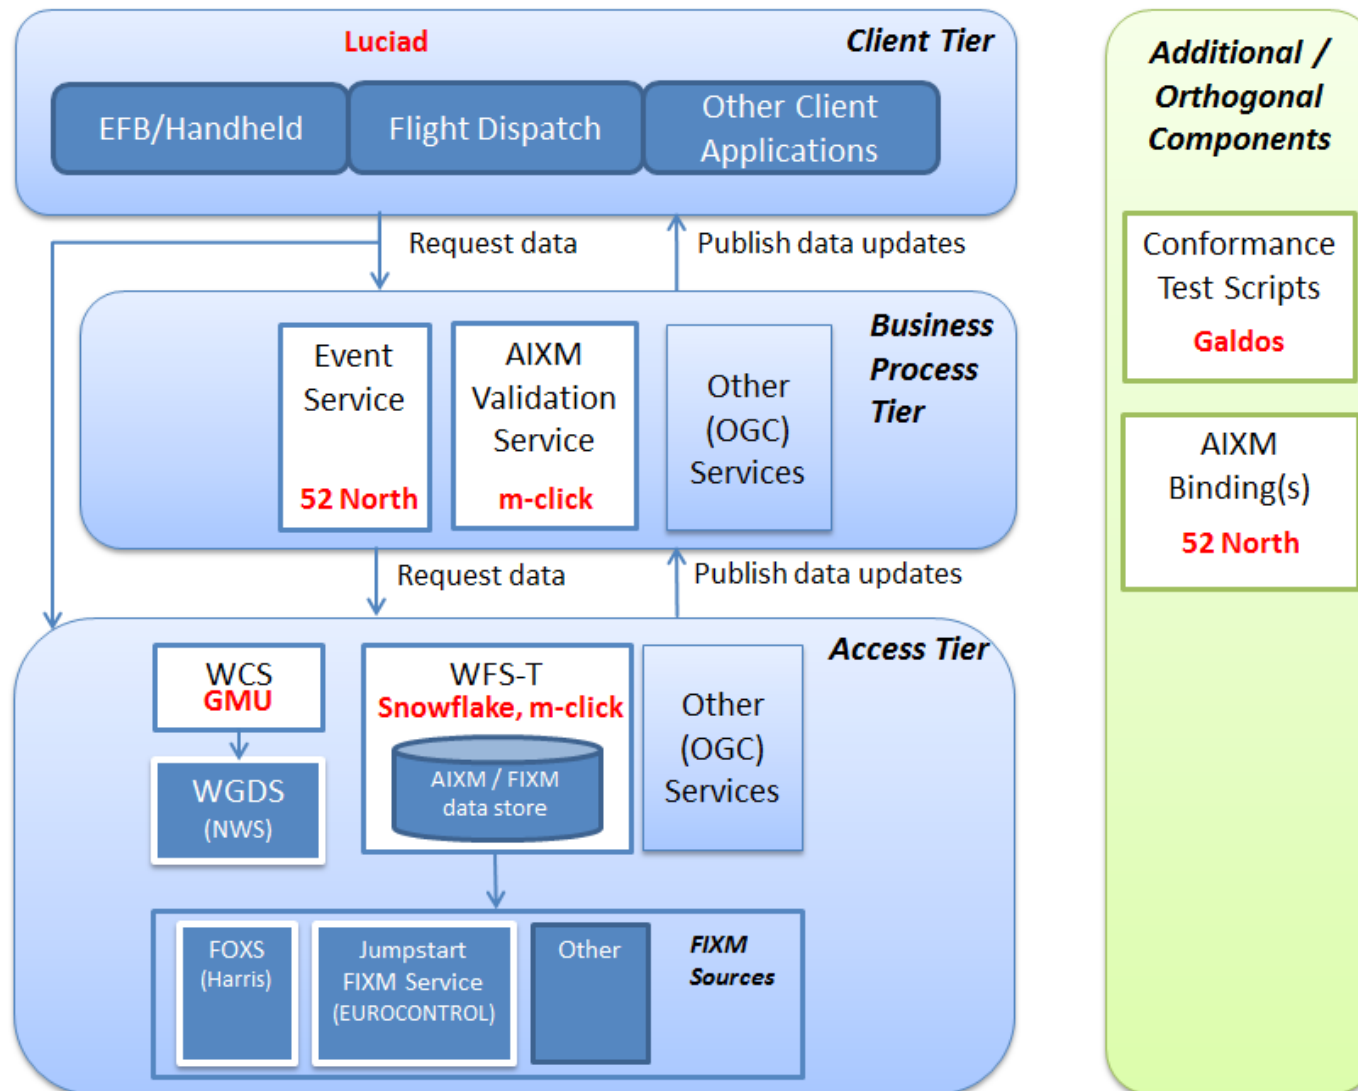 Luciad
Client Tier
EFB/Handheld
Flight Dispatch
Other Client
Applications
Request data
Publish data updates
Event
Service
52 North
AIXM
Validation
Service
m-click
Other
(OGC)
Services
Business
Process
Tier
Request data
Publish data updates
Access Tier
WCS
GMU
WGDS
(NWS)
WFS-T
Snowflake, m-click
AIXM / FIXM
data store
Other
(OGC)
Services
FOXS
(Harris)
Jumpstart
FIXM Service
(EUROCONTROL)
Other
FIXM
Sources
Additional /
Orthogonal
Components
Conformance
Test Scripts
Galdos
AIXM
Binding(s)
52 North